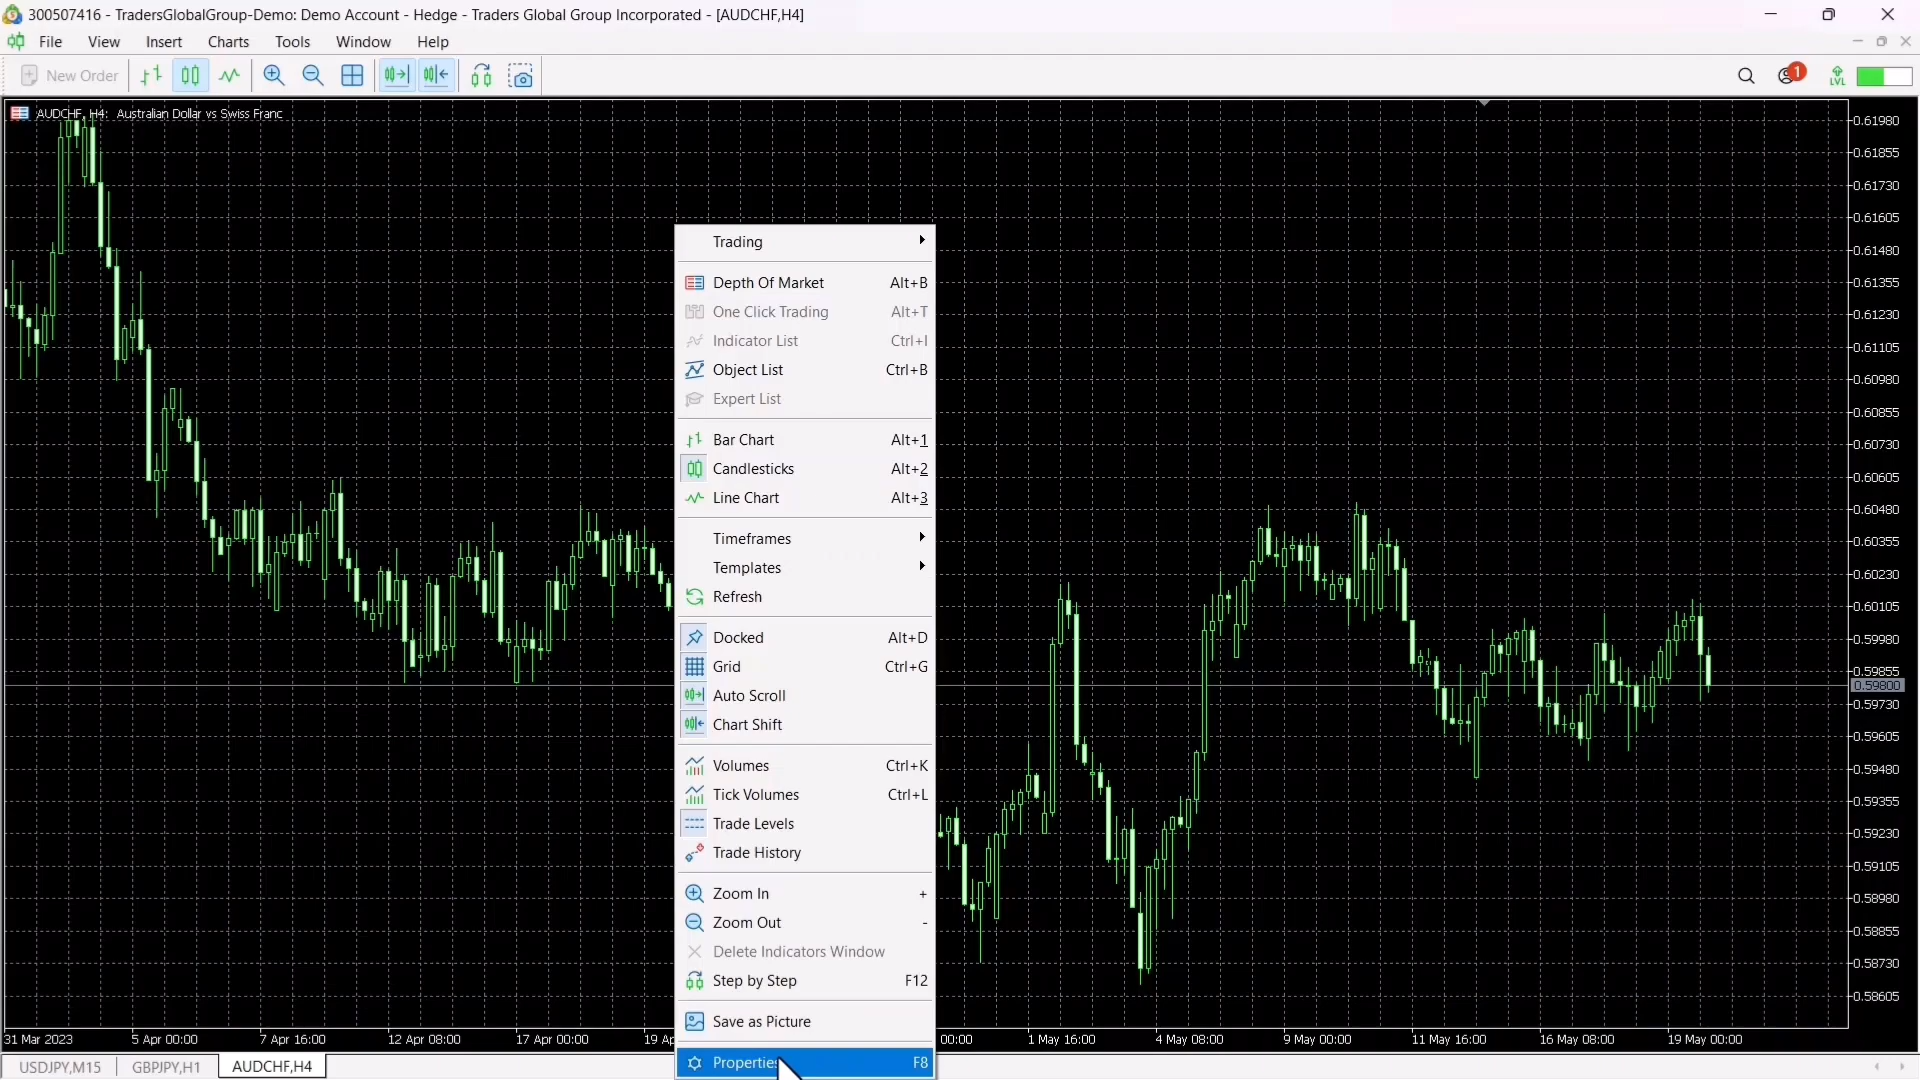 300507416 - TradersGlobalGroup-Demo: Demo Account - Hedge - Traders Global Group Incorporated - [AUDCHF,H4]
File View Insert Charts Tools Window Help
New Order
1
LVL
AUDCHF, H4: Australian Dollar vs Swiss Franc
0.61980
0.61855
0.61730
0.61605
0.61480
0.61355
0.61230
0.61105
0.60980
0.60855
0.60730
0.60605
0.60480
0.60355
0.60230
0.60105
0.59980
0.59855
0.59800
0.59730
0.59605
0.59480
0.59355
0.59230
0.59105
0.58980
0.58855
0.58730
0.58605
Trading
Depth Of Market Alt+B
One Click Trading Alt+T
Indicator List Ctrl+I
Object List Ctrl+B
Expert List
Bar Chart Alt+1
Candlesticks Alt+2
Line Chart Alt+3
Timeframes
Templates
Refresh
Docked Alt+D
Grid Ctrl+G
Auto Scroll
Chart Shift
Volumes Ctrl+K
Tick Volumes Ctrl+L
Trade Levels
Trade History
Zoom In +
Zoom Out -
Delete Indicators Window
Step by Step F12
Save as Picture
Properties F8
31 Mar 2023 5 Apr 00:00 7 Apr 16:00 12 Apr 08:00 17 Apr 00:00 19 Ap 00:00 1 May 16:00 4 May 08:00 9 May 00:00 11 May 16:00 16 May 08:00 19 May 00:00
USDJPY,M15 GBPJPY,H1 AUDCHF,H4